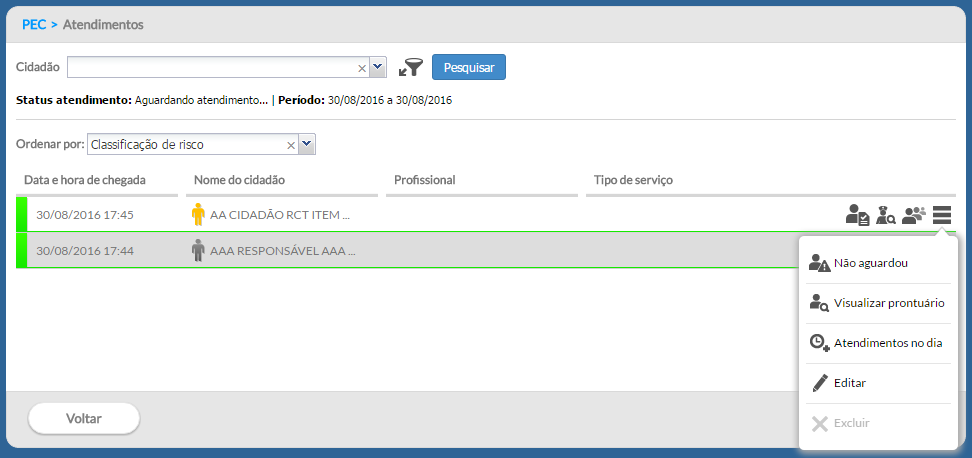 PEC > Atendimentos
Cidadão Pesquisar
Status atendimento: Aguardando atendimento... | Período: 30/08/2016 a 30/08/2016
Ordenar por: Classificação de risco
Data e hora de chegada Nome do cidadão Profissional Tipo de serviço
30/08/2016 17:45 AA CIDADÃO RCT ITEM ...
30/08/2016 17:44 AAA RESPONSÁVEL AAA ...
Não aguardou
Visualizar prontuário
Atendimentos no dia
Editar
Excluir
Voltar